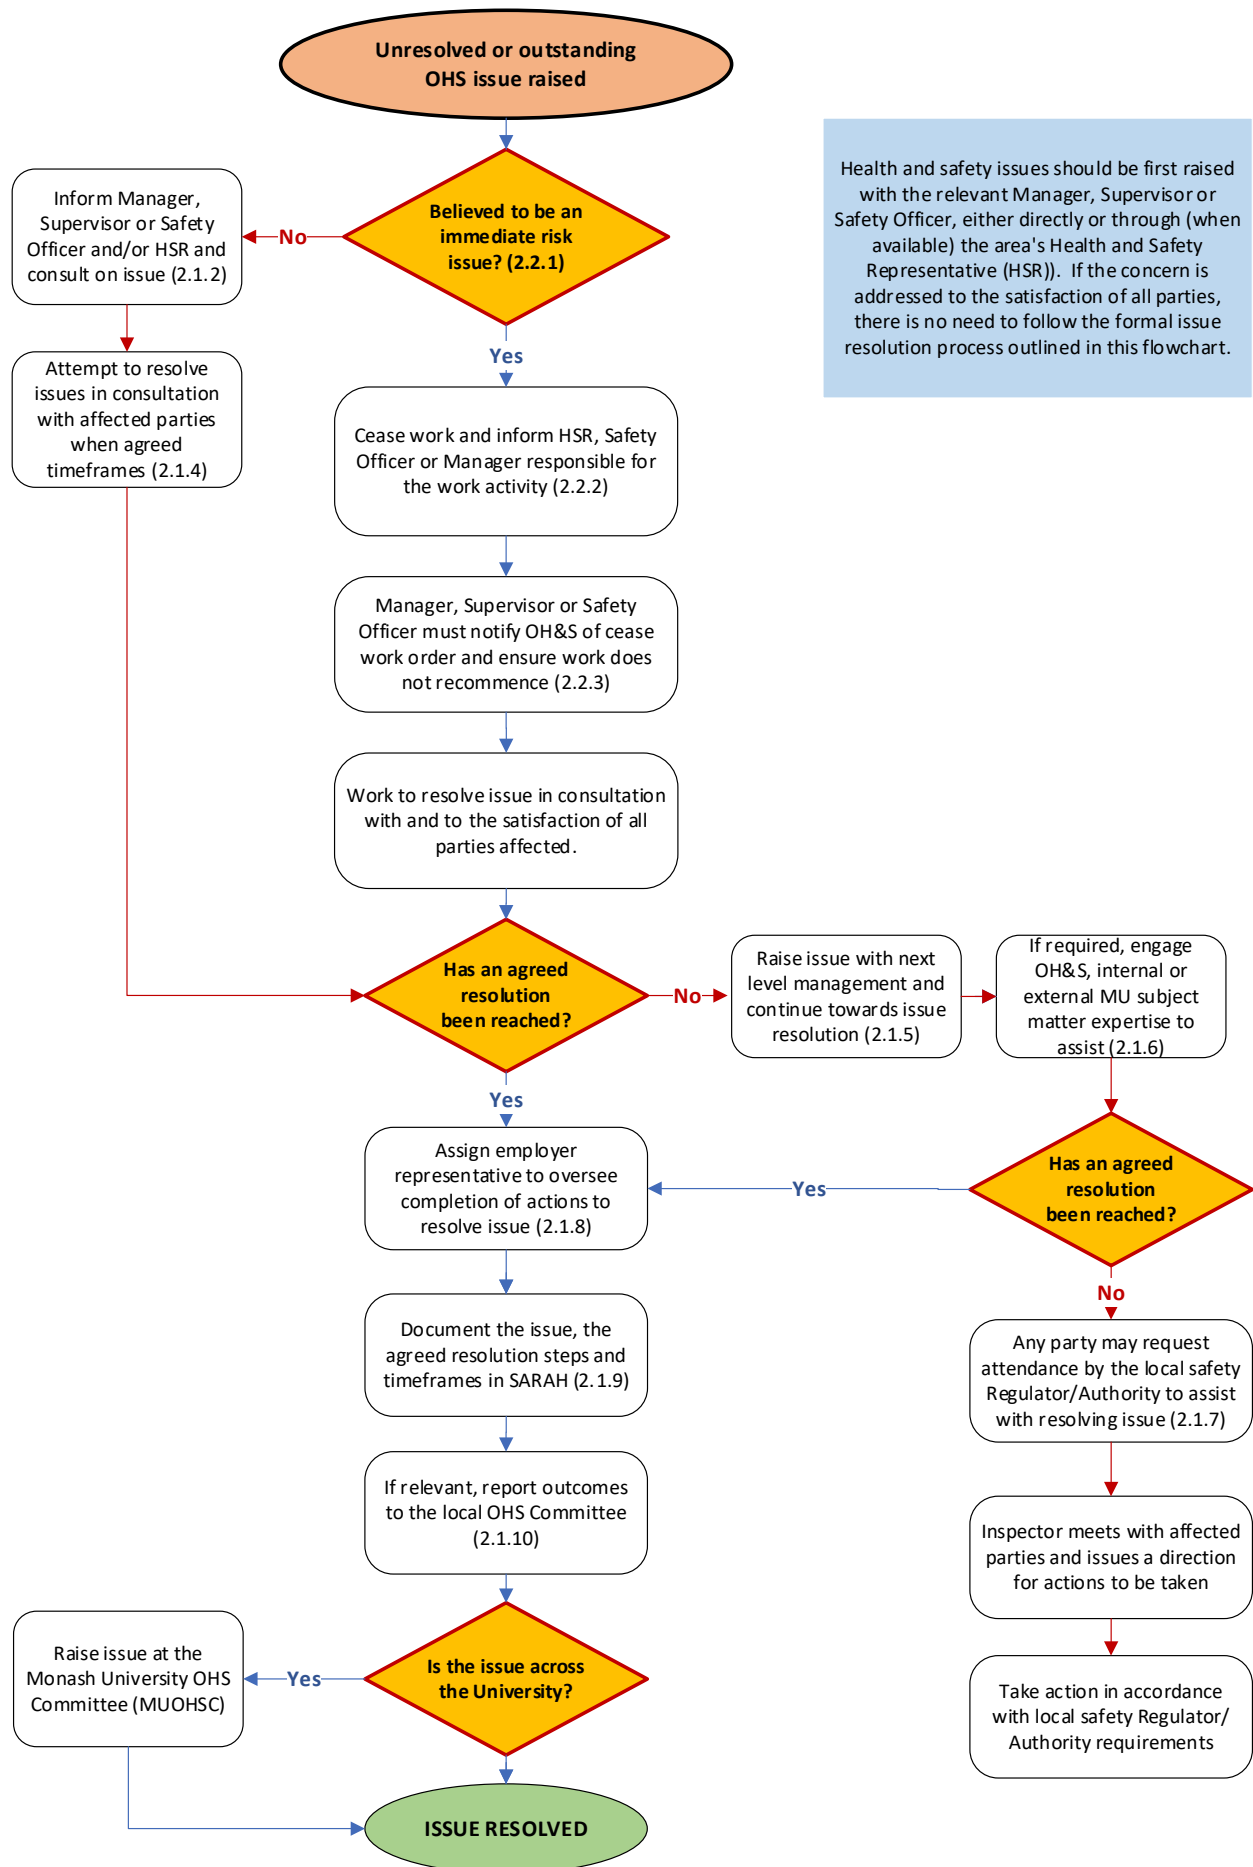 Unresolved or outstanding
OHS issue raised
Health and safety issues should be first raised
with the relevant Manager, Supervisor or
Safety Officer, either directly or through (when
available) the area's Health and Safety
Representative (HSR)).  If the concern is
addressed to the satisfaction of all parties,
there is no need to follow the formal issue
resolution process outlined in this flowchart.
Believed to be an
immediate risk
issue? (2.2.1)
No
Inform Manager,
Supervisor or Safety
Officer and/or HSR and
consult on issue (2.1.2)
Attempt to resolve
issues in consultation
with affected parties
when agreed
timeframes (2.1.4)
Yes
Cease work and inform HSR, Safety
Officer or Manager responsible for
the work activity (2.2.2)
Manager, Supervisor or Safety
Officer must notify OH&S of cease
work order and ensure work does
not recommence (2.2.3)
Work to resolve issue in consultation
with and to the satisfaction of all
parties affected.
Has an agreed
resolution
been reached?
No
Raise issue with next
level management and
continue towards issue
resolution (2.1.5)
If required, engage
OH&S, internal or
external MU subject
matter expertise to
assist (2.1.6)
Yes
Assign employer
representative to oversee
completion of actions to
resolve issue (2.1.8)
Yes
Has an agreed
resolution
been reached?
No
Document the issue, the
agreed resolution steps and
timeframes in SARAH (2.1.9)
Any party may request
attendance by the local safety
Regulator/Authority to assist
with resolving issue (2.1.7)
If relevant, report outcomes
to the local OHS Committee
(2.1.10)
Inspector meets with affected
parties and issues a direction
for actions to be taken
Is the issue across
the University?
Yes
Raise issue at the
Monash University OHS
Committee (MUOHSC)
Take action in accordance
with local safety Regulator/
Authority requirements
ISSUE RESOLVED